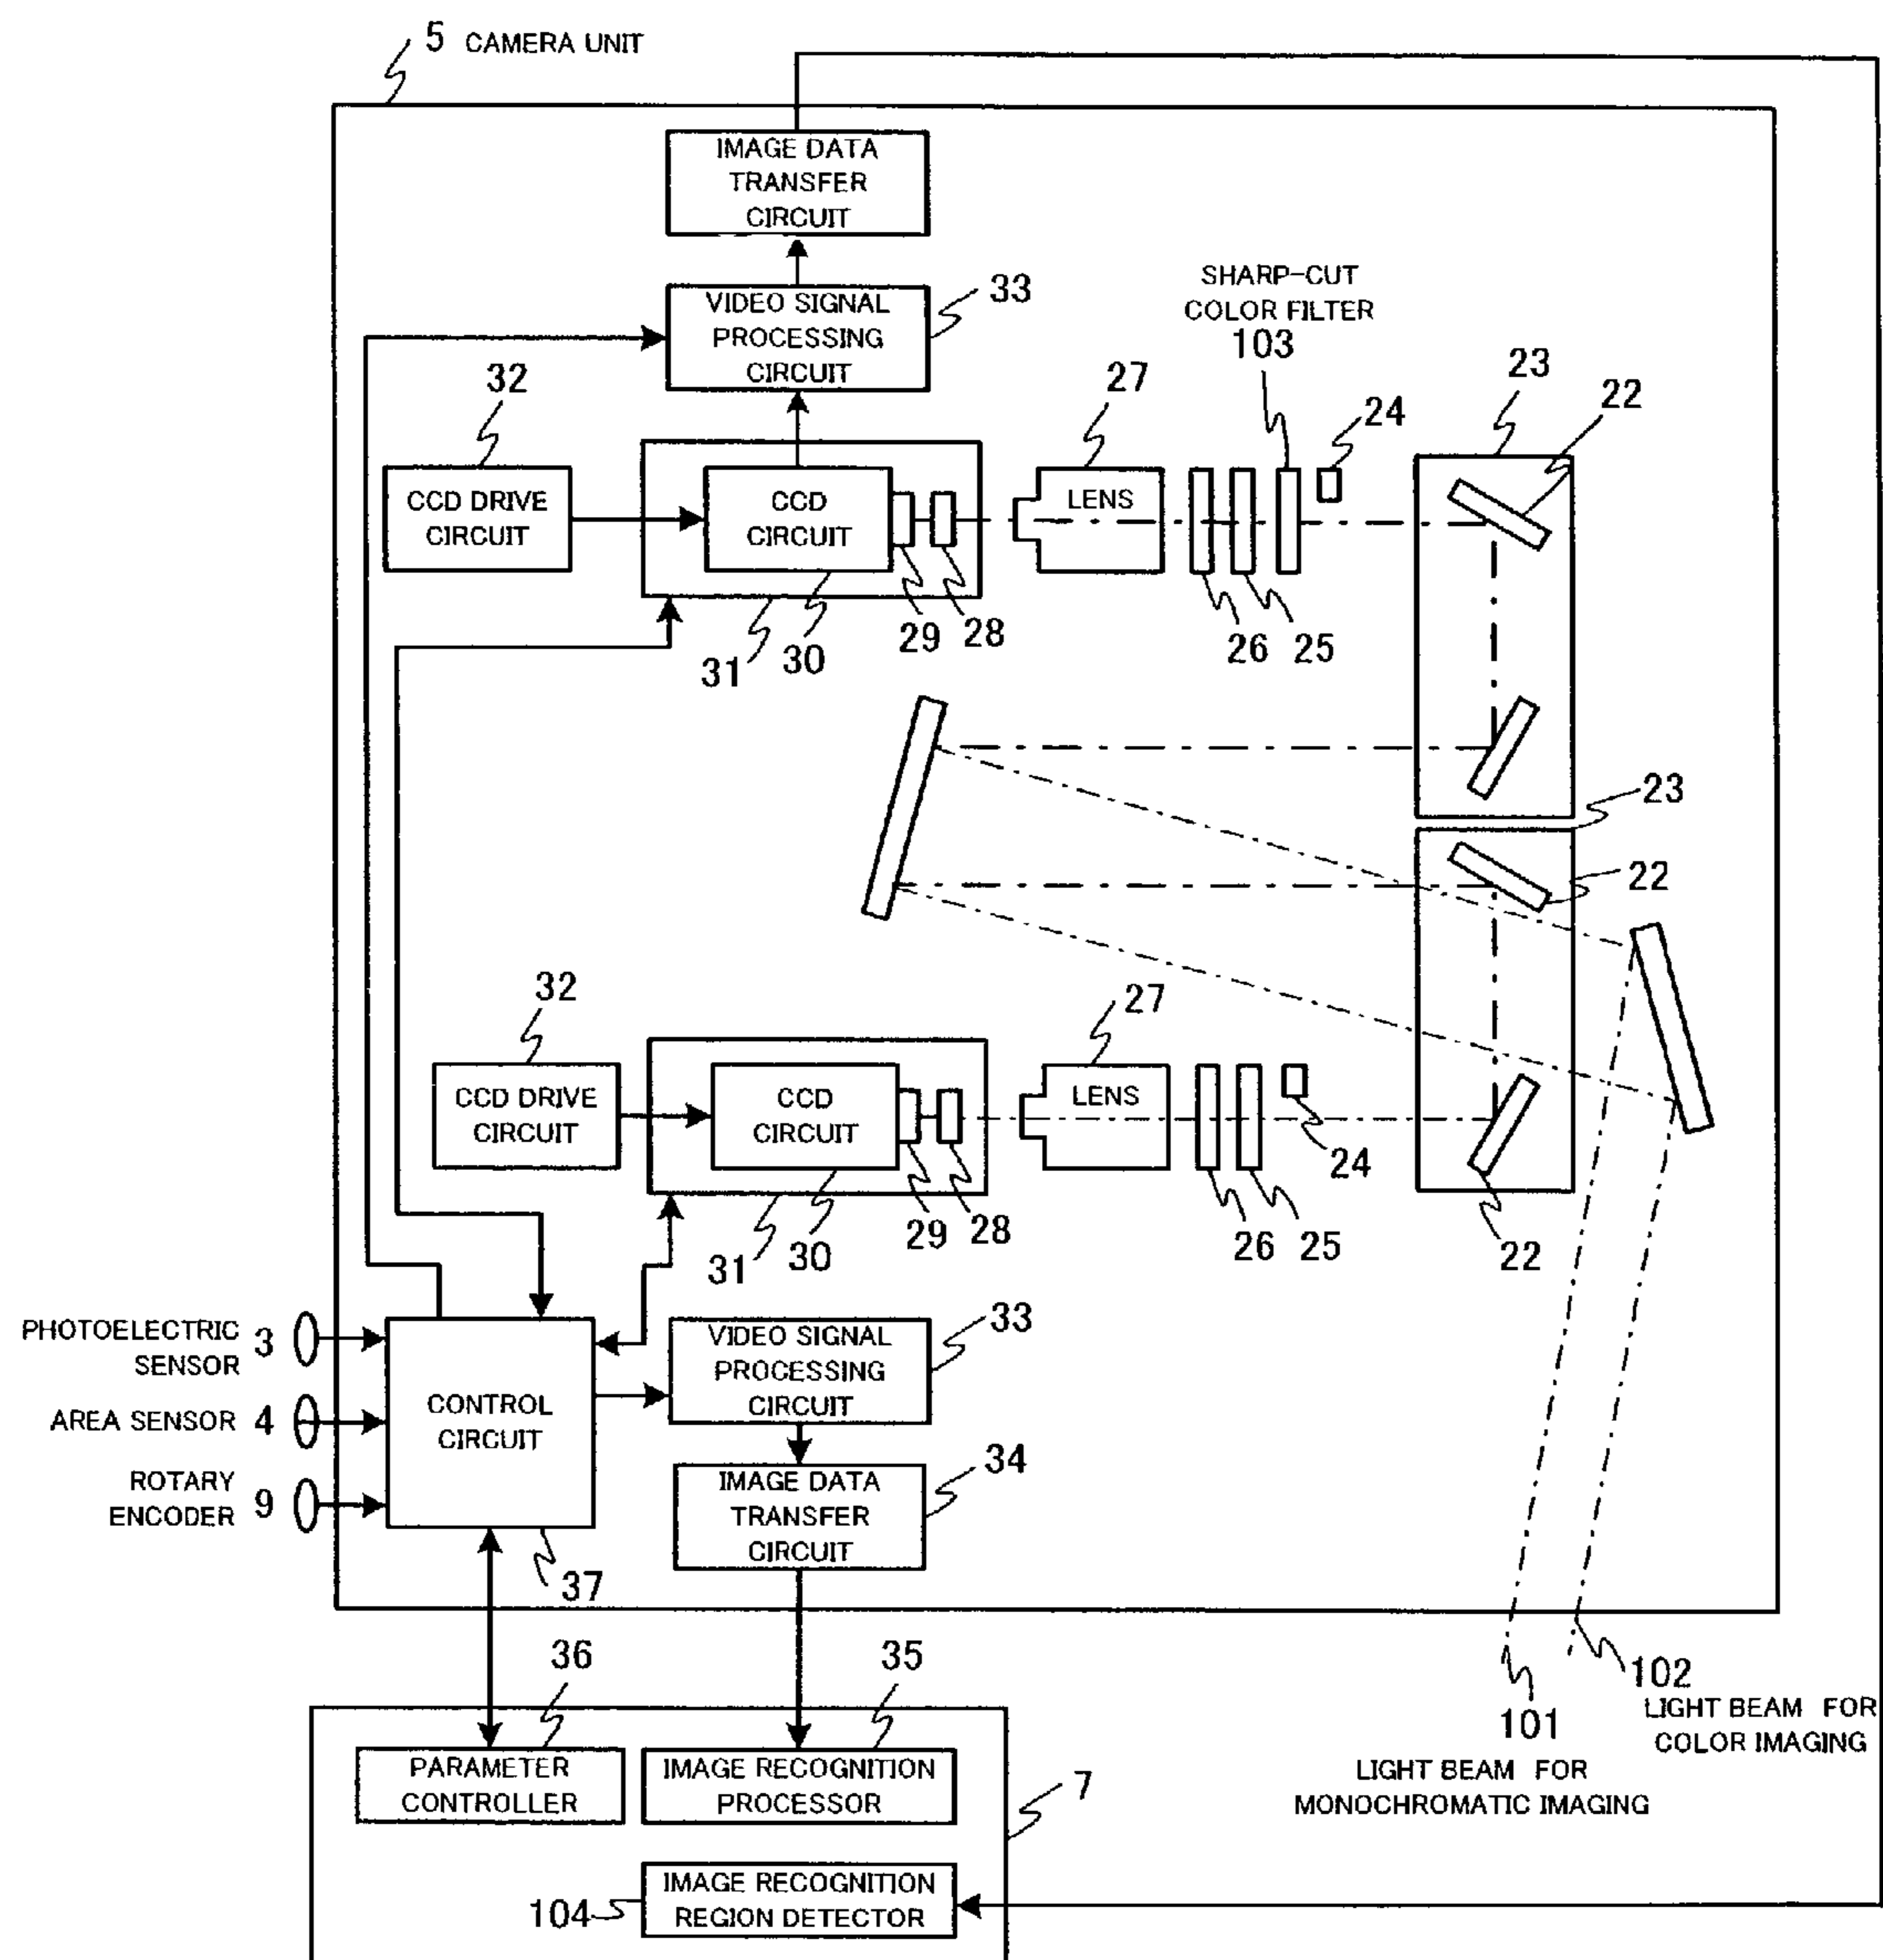 5 CAMERA UNIT
IMAGE DATA
TRANSFER
CIRCUIT
VIDEO SIGNAL
PROCESSING
CIRCUIT
33
SHARP-CUT
COLOR FILTER
103
32
27
24
23
22
CCD DRIVE
CIRCUIT
CCD
CIRCUIT
LENS
31
30
29
28
26
25
23
22
32
27
CCD DRIVE
CIRCUIT
CCD
CIRCUIT
LENS
24
31
30
29
28
26
25
22
PHOTOELECTRIC
SENSOR
3
AREA SENSOR 4
ROTARY
ENCODER
9
CONTROL
CIRCUIT
37
VIDEO SIGNAL
PROCESSING
CIRCUIT
33
IMAGE DATA
TRANSFER
CIRCUIT
34
101
LIGHT BEAM FOR
MONOCHROMATIC IMAGING
102
LIGHT BEAM FOR
COLOR IMAGING
36
35
PARAMETER
CONTROLLER
IMAGE RECOGNITION
PROCESSOR
7
104
IMAGE RECOGNITION
REGION DETECTOR